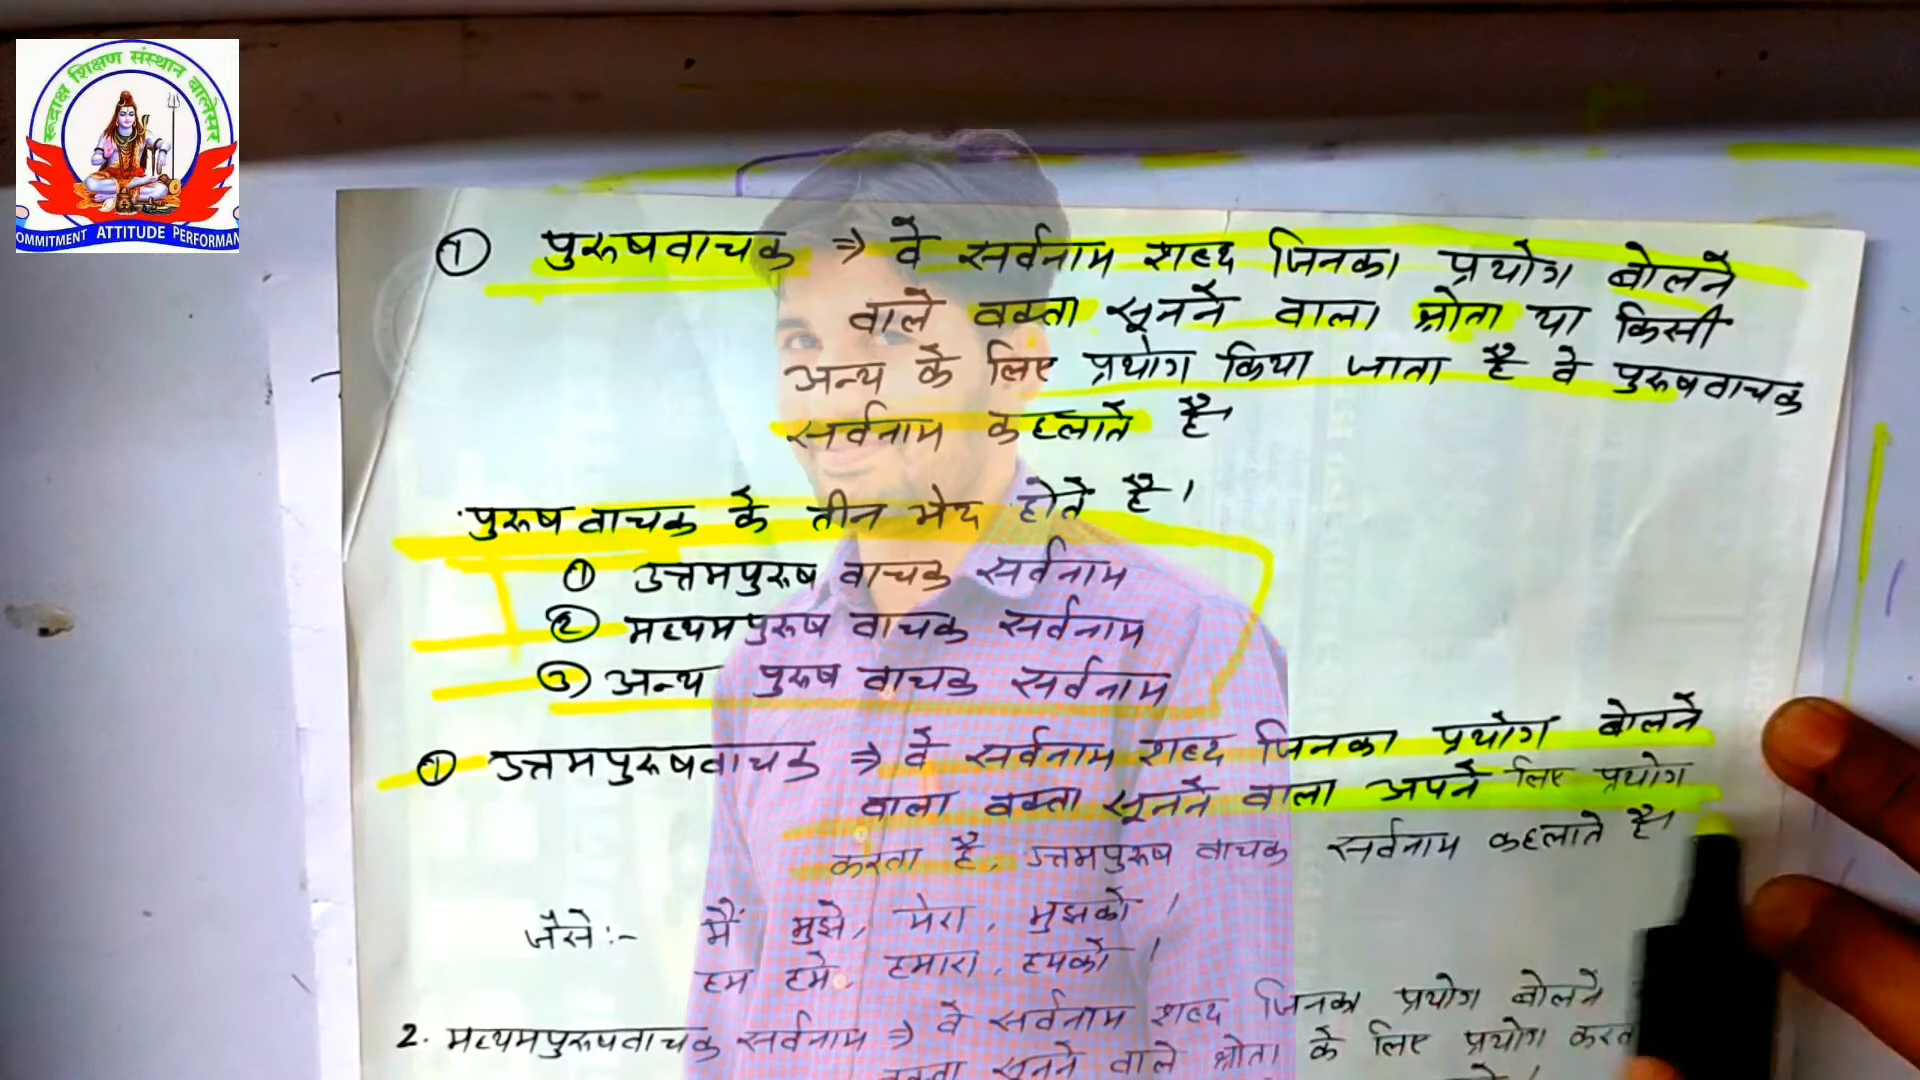 रूद्राक्ष शिक्षण संस्थान बालेसर
OMMITMENT ATTITUDE PERFORMAN
① पुरूषवाचक ⇒ वे सर्वनाम शब्द जिनका प्रयोग बोलने
वाले वक्ता सूनने वाला श्रोता या किसी
अन्य के लिए प्रयोग किया जाता है वे पुरूषवाचक
सर्वनाम कहलाते है।
पुरूष वाचक के तीन भेद होते है।
① उत्तमपुरूष वाचक सर्वनाम
② मध्यमपुरूष वाचक सर्वनाम
③ अन्य पुरूष वाचक सर्वनाम
① उत्तमपुरूषवाचक ⇒ वे सर्वनाम शब्द जिनका प्रयोग बोलने
वाला वक्ता सूनने वाला अपने लिए प्रयोग
करता है, उत्तमपुरूष वाचक सर्वनाम कहलाते है।
जैसे:- मैं मुझे, मेरा, मुझको।
हम हमे, हमारा, हमको।
2. मध्यमपुरूषवाचक सर्वनाम ⇒ वे सर्वनाम शब्द जिनका प्रयोग बोलने
वक्ता सूनने वाले श्रोता के लिए प्रयोग करत